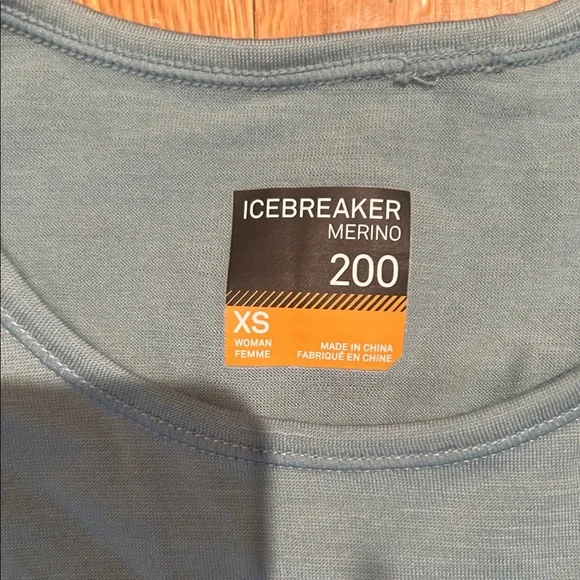 ICEBREAKER
MERINO
200
XS
WOMAN
FEMME
MADE IN CHINA
FABRIQUÉ EN CHINE